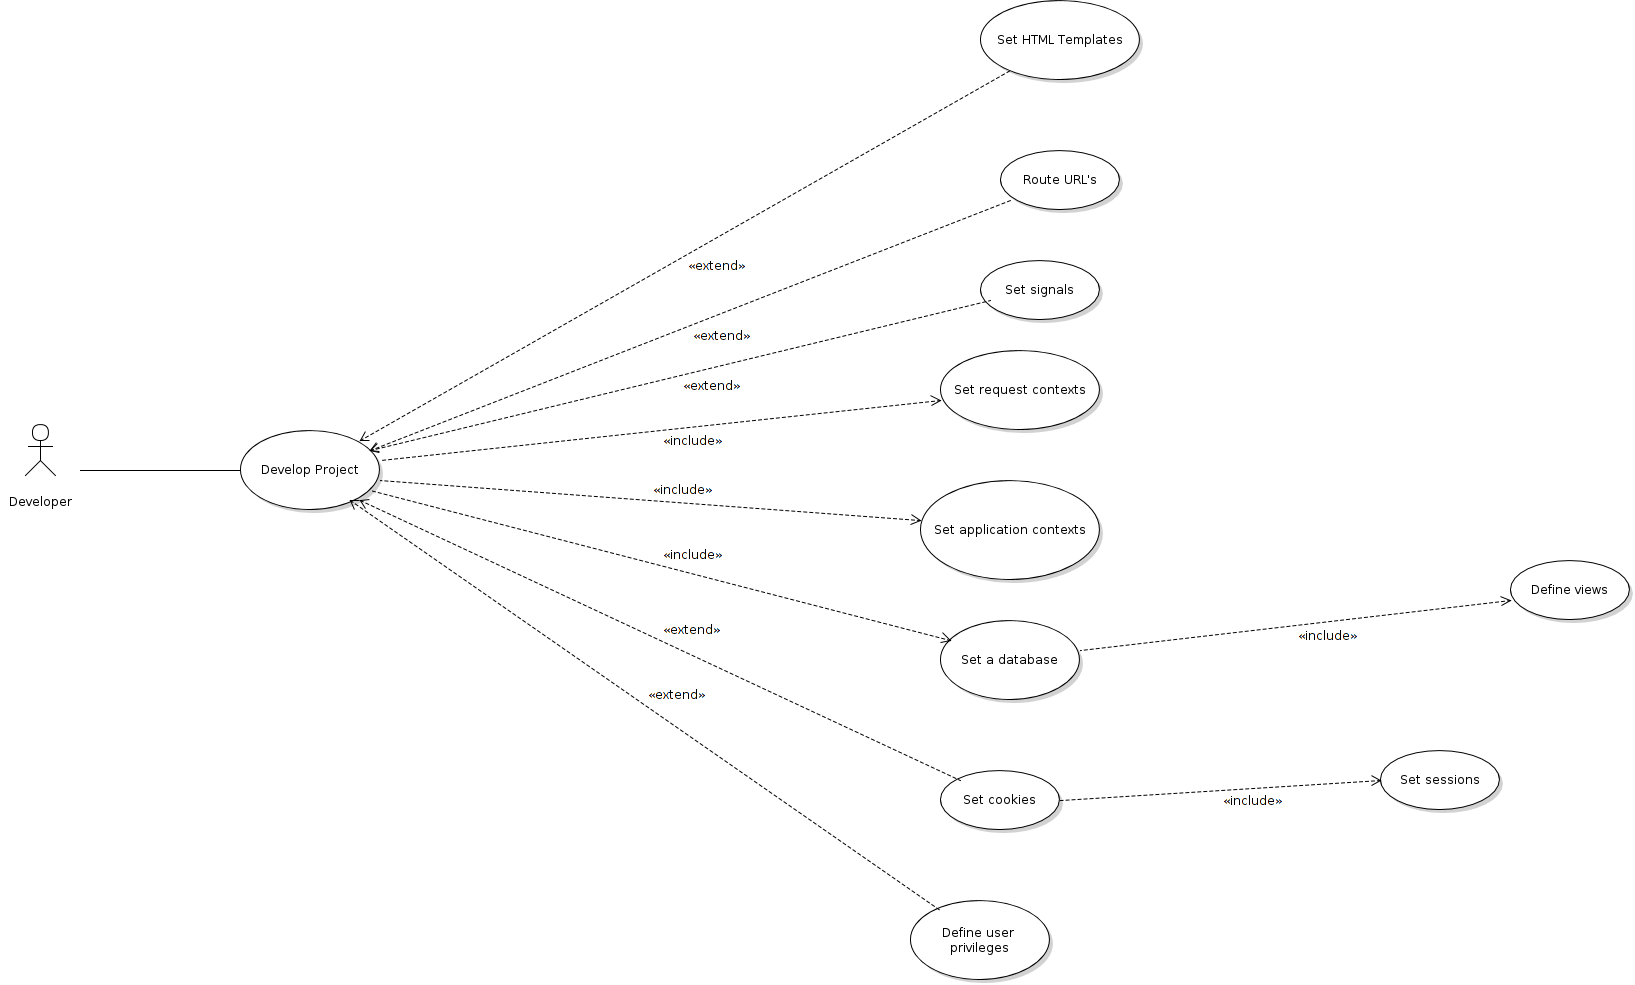 Set HTML Templates
Route URL's
«extend»
Set signals
«extend»
«extend»
Set request contexts
«include»
Develop Project
Developer
«include»
Set application contexts
«include»
Define views
«include»
«extend»
Set a database
«extend»
Set cookies
Set sessions
«include»
Define user
privileges